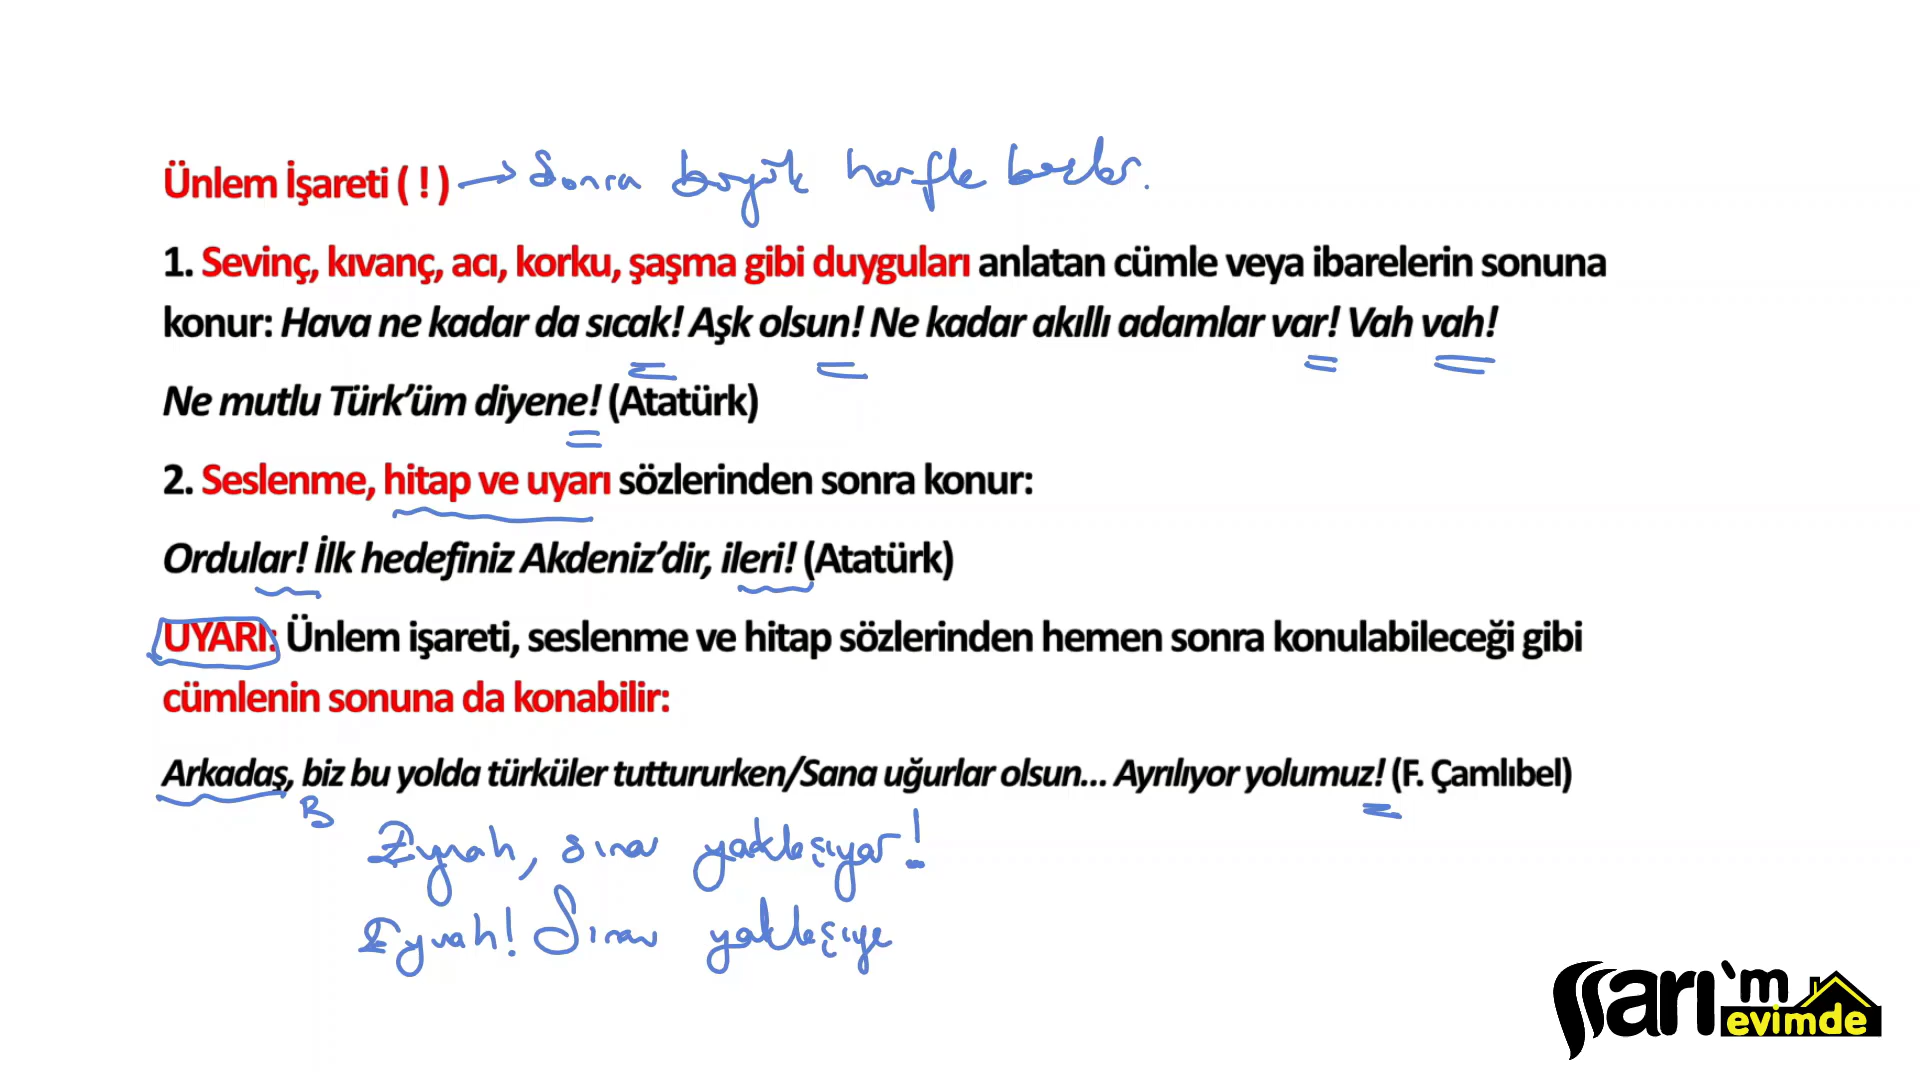 Ünlem İşareti ( ! ) → Sonra büyük harfle başlar.
1. Sevinç, kıvanç, acı, korku, şaşma gibi duyguları anlatan cümle veya ibarelerin sonuna
konur: Hava ne kadar da sıcak! Aşk olsun! Ne kadar akıllı adamlar var! Vah vah!
Ne mutlu Türk’üm diyene! (Atatürk)
2. Seslenme, hitap ve uyarı sözlerinden sonra konur:
Ordular! İlk hedefiniz Akdeniz’dir, ileri! (Atatürk)
UYARI: Ünlem işareti, seslenme ve hitap sözlerinden hemen sonra konulabileceği gibi
cümlenin sonuna da konabilir:
Arkadaş, biz bu yolda türküler tuttururken/Sana uğurlar olsun... Ayrılıyor yolumuz! (F. Çamlıbel)
B
Eyvah, sınav yaklaşıyor!
Eyvah! Sınav yaklaşıyo
sarı'm
evimde